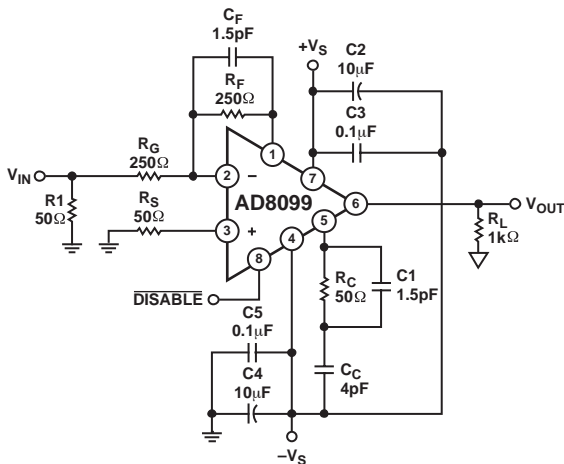 CF
1.5pF
RF
250Ω
+VS
C2
10µF
C3
0.1µF
VIN
R1
50Ω
RG
250Ω
RS
50Ω
1
2
–
3
+
AD8099
7
6
5
4
8
VOUT
RL
1kΩ
DISABLE
RC
50Ω
C1
1.5pF
C5
0.1µF
C4
10µF
CC
4pF
–VS